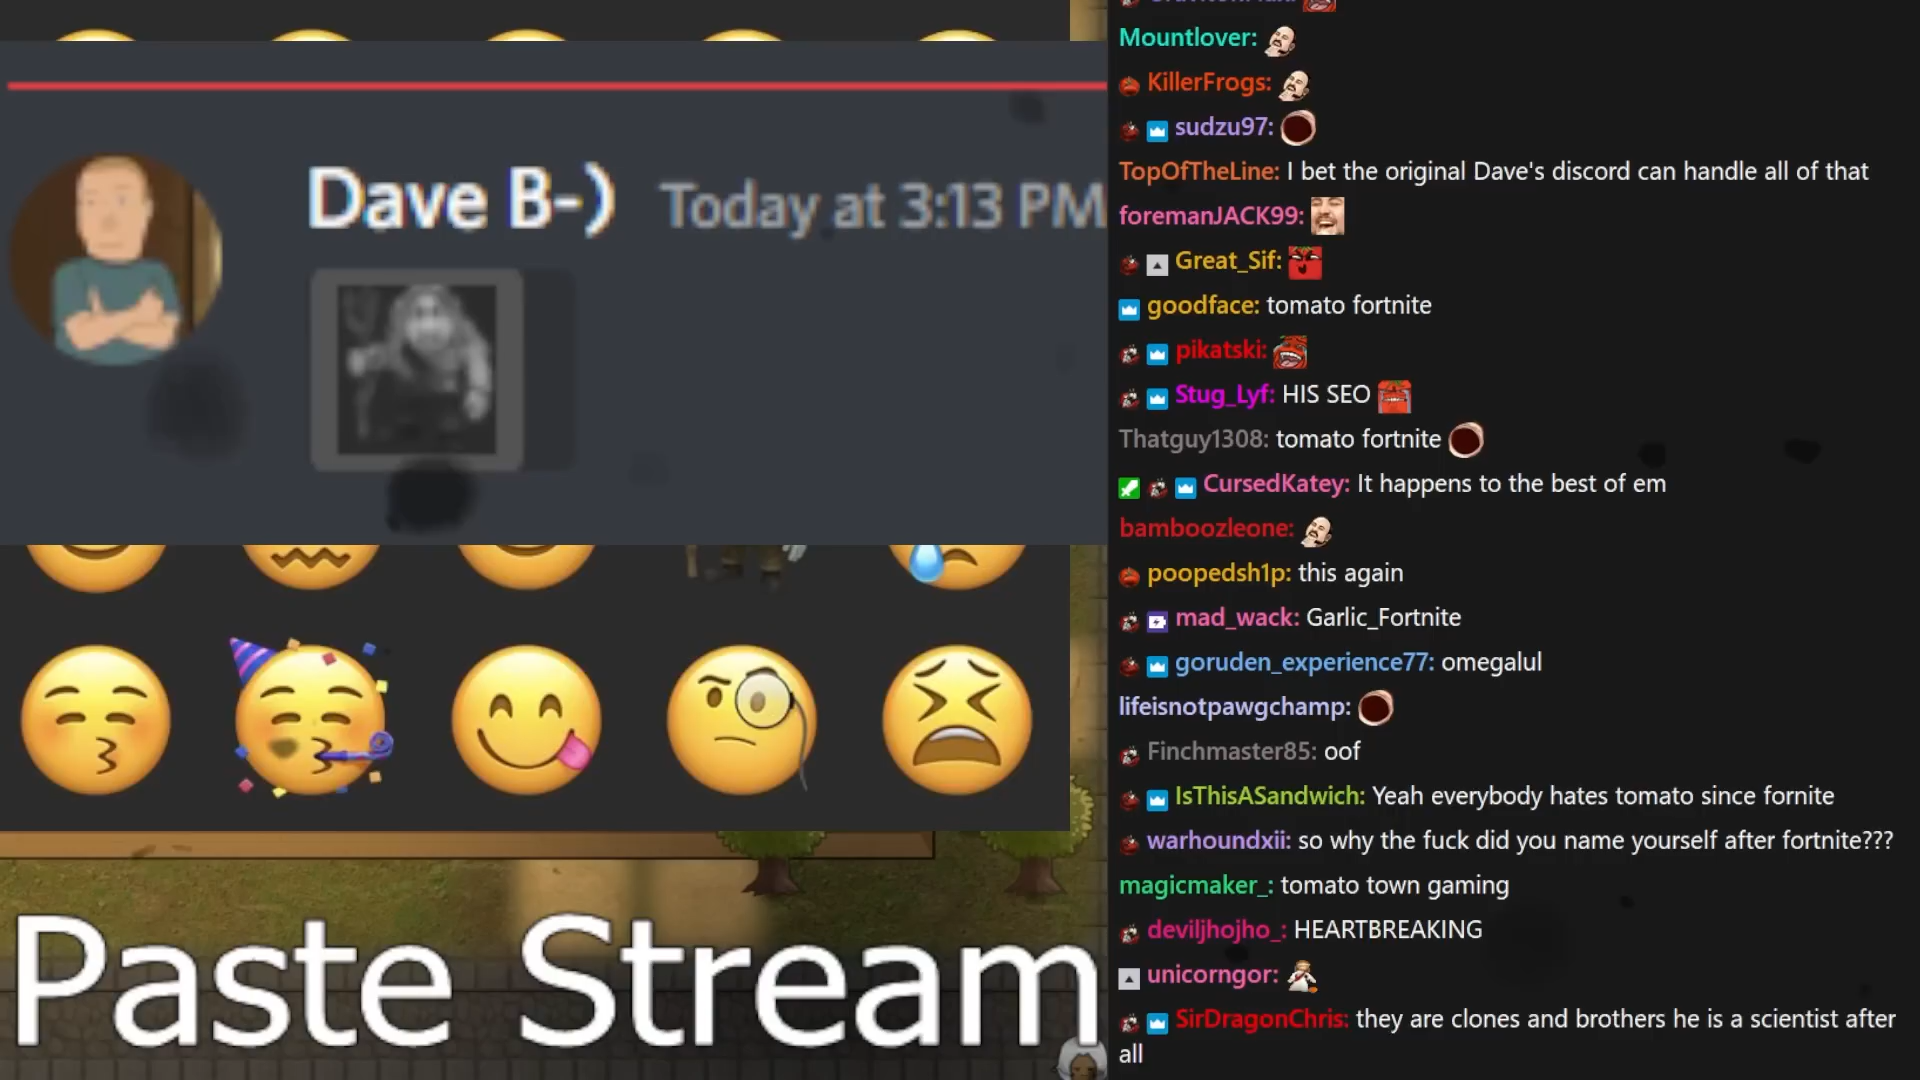 Dave B-) Today at 3:13 PM
Paste Stream
Mountlover:
KillerFrogs:
sudzu97:
TopOfTheLine: I bet the original Dave's discord can handle all of that
foremanJACK99:
Great_Sif:
goodface: tomato fortnite
pikatski:
Stug_Lyf: HIS SEO
Thatguy1308: tomato fortnite
CursedKatey: It happens to the best of em
bamboozleone:
poopedsh1p: this again
mad_wack: Garlic_Fortnite
goruden_experience77: omegalul
lifeisnotpawgchamp:
Finchmaster85: oof
IsThisASandwich: Yeah everybody hates tomato since fornite
warhoundxii: so why the fuck did you name yourself after fortnite???
magicmaker_: tomato town gaming
deviljhojho_: HEARTBREAKING
unicorngor:
SirDragonChris: they are clones and brothers he is a scientist after
all